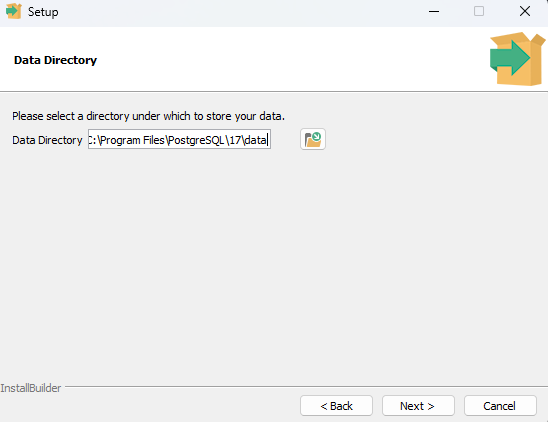 Setup
Data Directory
Please select a directory under which to store your data.
Data Directory C:\Program Files\PostgreSQL\17\data
InstallBuilder
< Back Next > Cancel